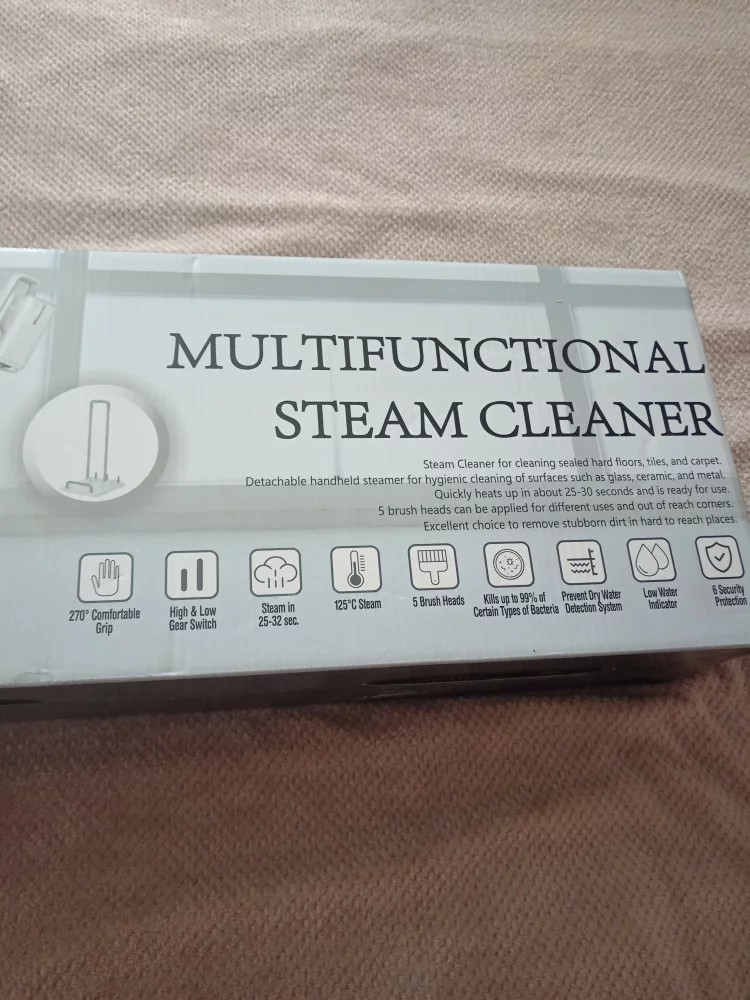 MULTIFUNCTIONAL
STEAM CLEANER
Steam Cleaner for cleaning sealed hard floors, tiles, and carpet.
Detachable handheld steamer for hygienic cleaning of surfaces such as glass, ceramic, and metal.
Quickly heats up in about 25-30 seconds and is ready for use.
5 brush heads can be applied for different uses and out of reach corners.
Excellent choice to remove stubborn dirt in hard to reach places.
270° Comfortable
Grip
High & Low
Gear Switch
Steam in
25-32 sec.
125°C Steam
5 Brush Heads
Kills up to 99% of
Certain Types of Bacteria
Prevent Dry Water
Detection System
Low Water
Indicator
6 Security
Protection